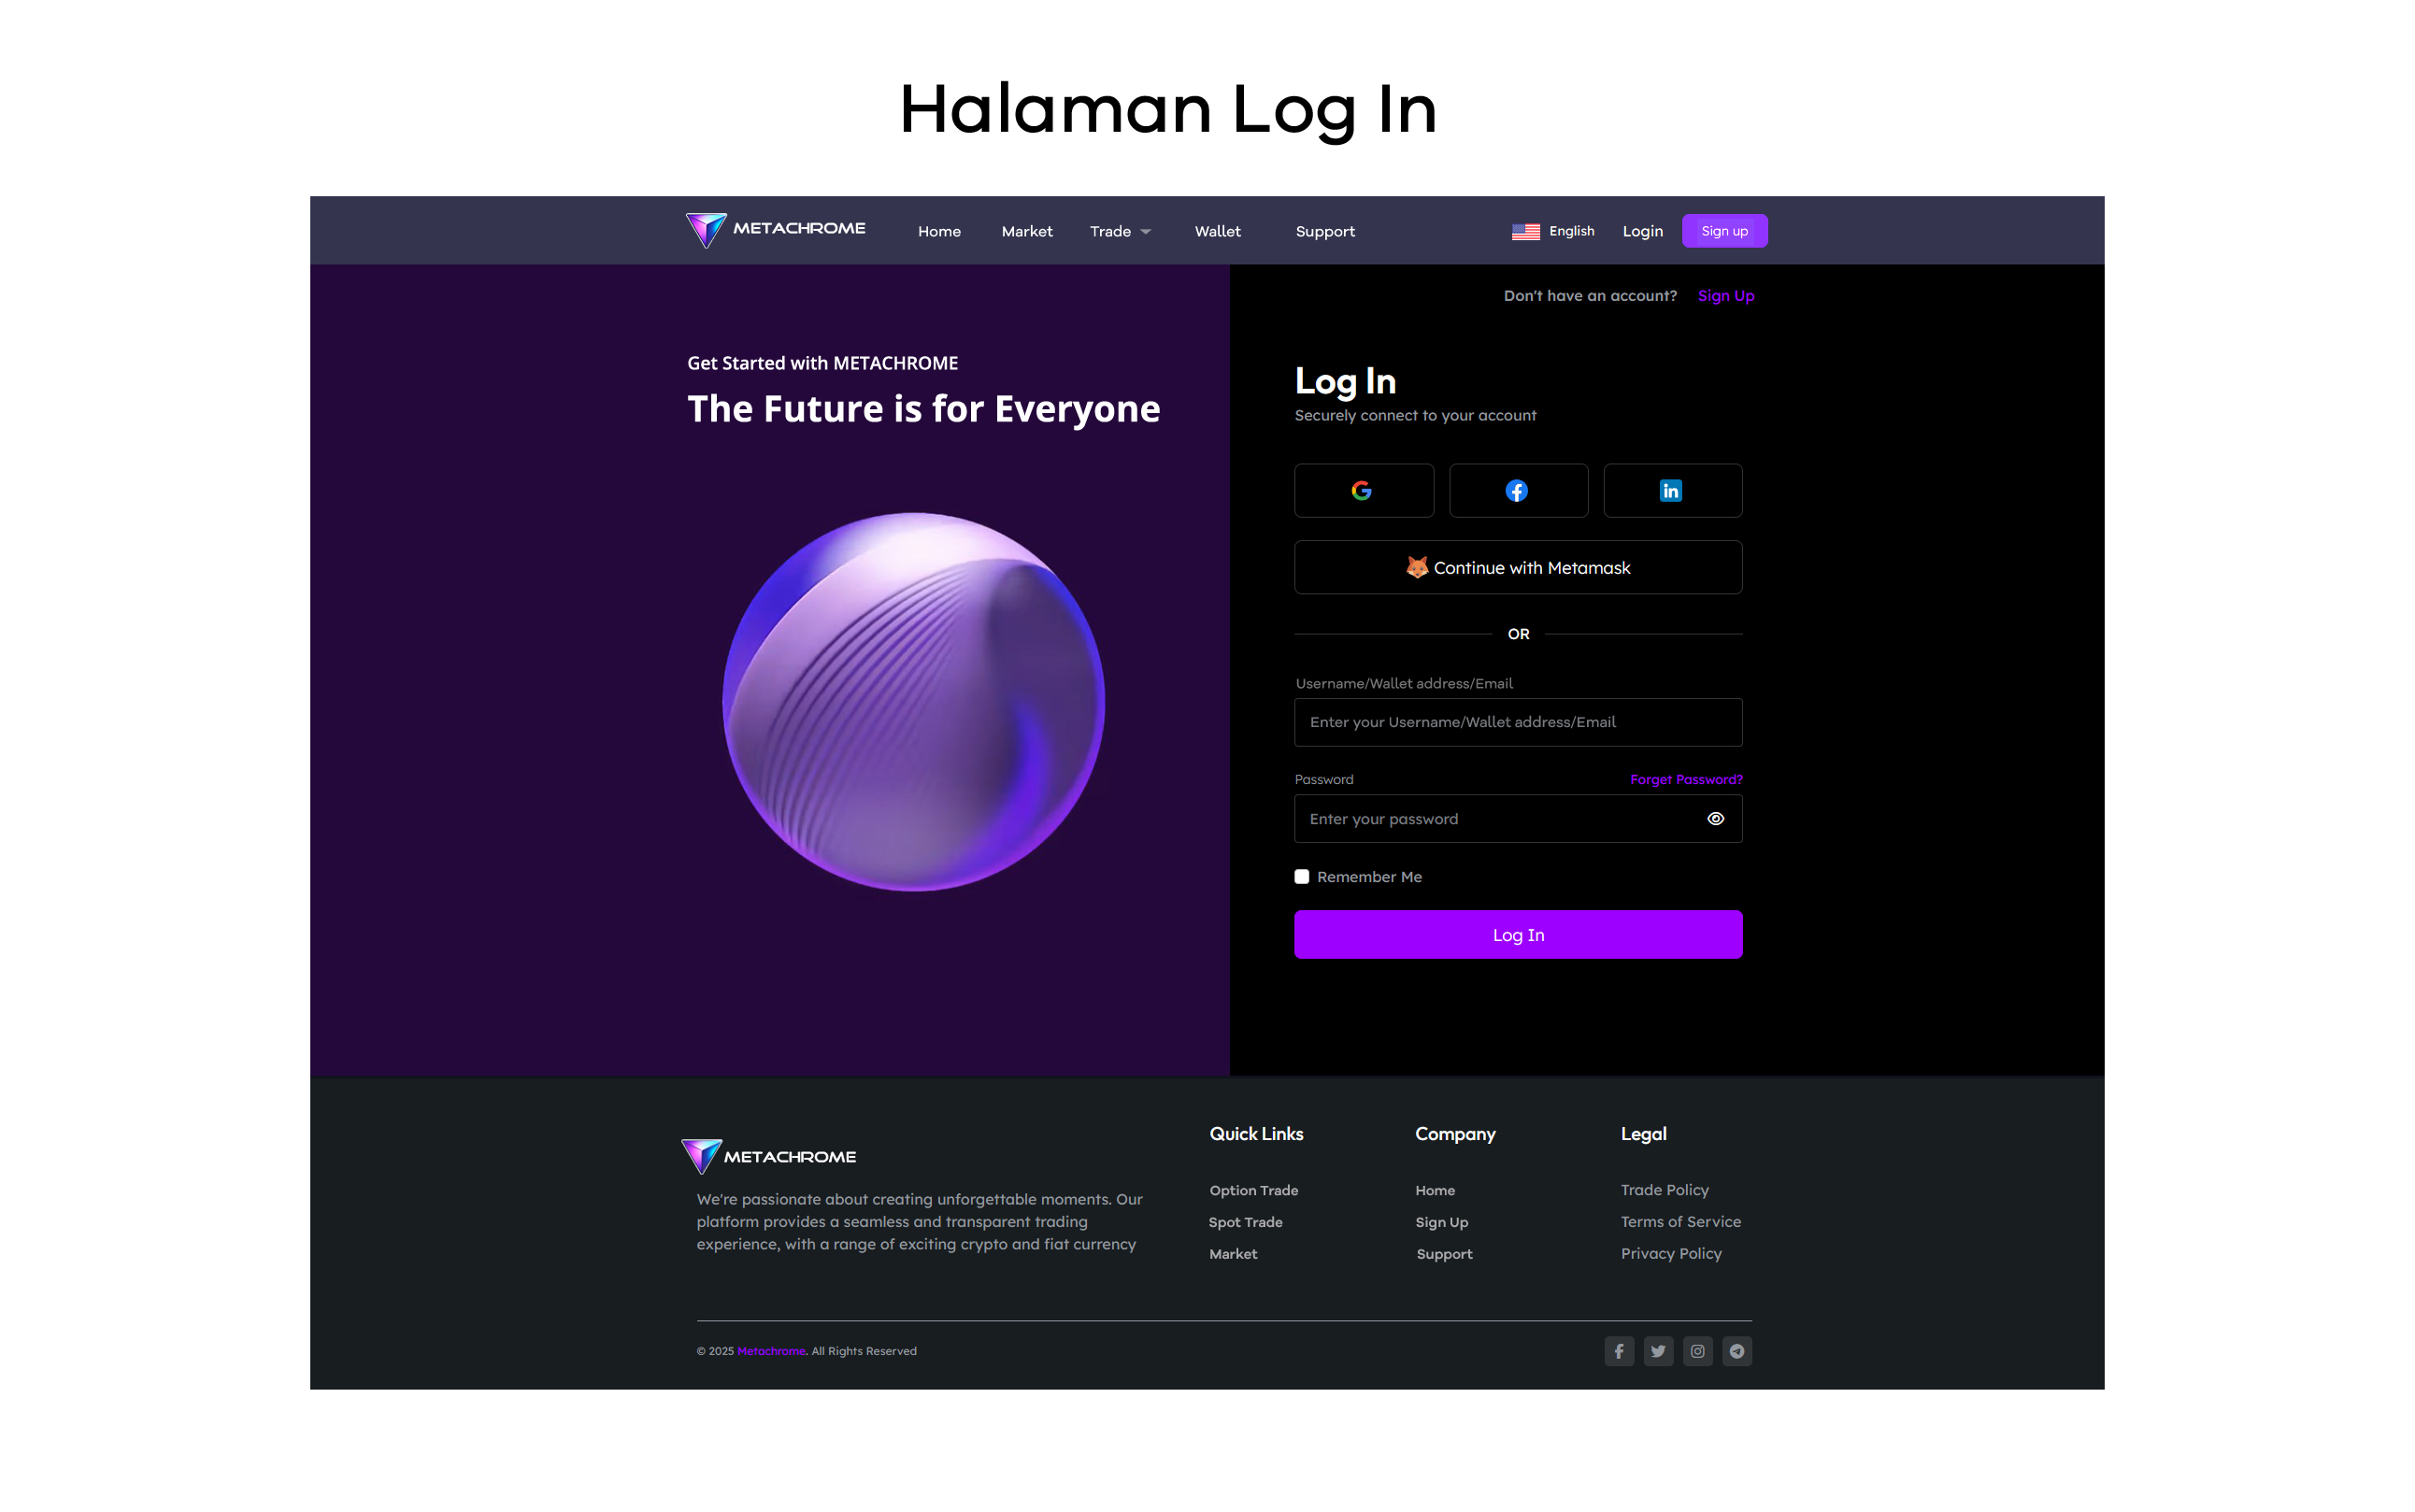 Halaman Log In
METACHROME Home Market Trade Wallet Support English Login Sign up
Don't have an account? Sign Up
Get Started with METACHROME
The Future is for Everyone
Log In
Securely connect to your account
Continue with Metamask
OR
Username/Wallet address/Email
Enter your Username/Wallet address/Email
Password Forget Password?
Enter your password
Remember Me
Log In
METACHROME
We're passionate about creating unforgettable moments. Our
platform provides a seamless and transparent trading
experience, with a range of exciting crypto and fiat currency
Quick Links
Option Trade
Spot Trade
Market
Company
Home
Sign Up
Support
Legal
Trade Policy
Terms of Service
Privacy Policy
© 2025 Metachrome. All Rights Reserved